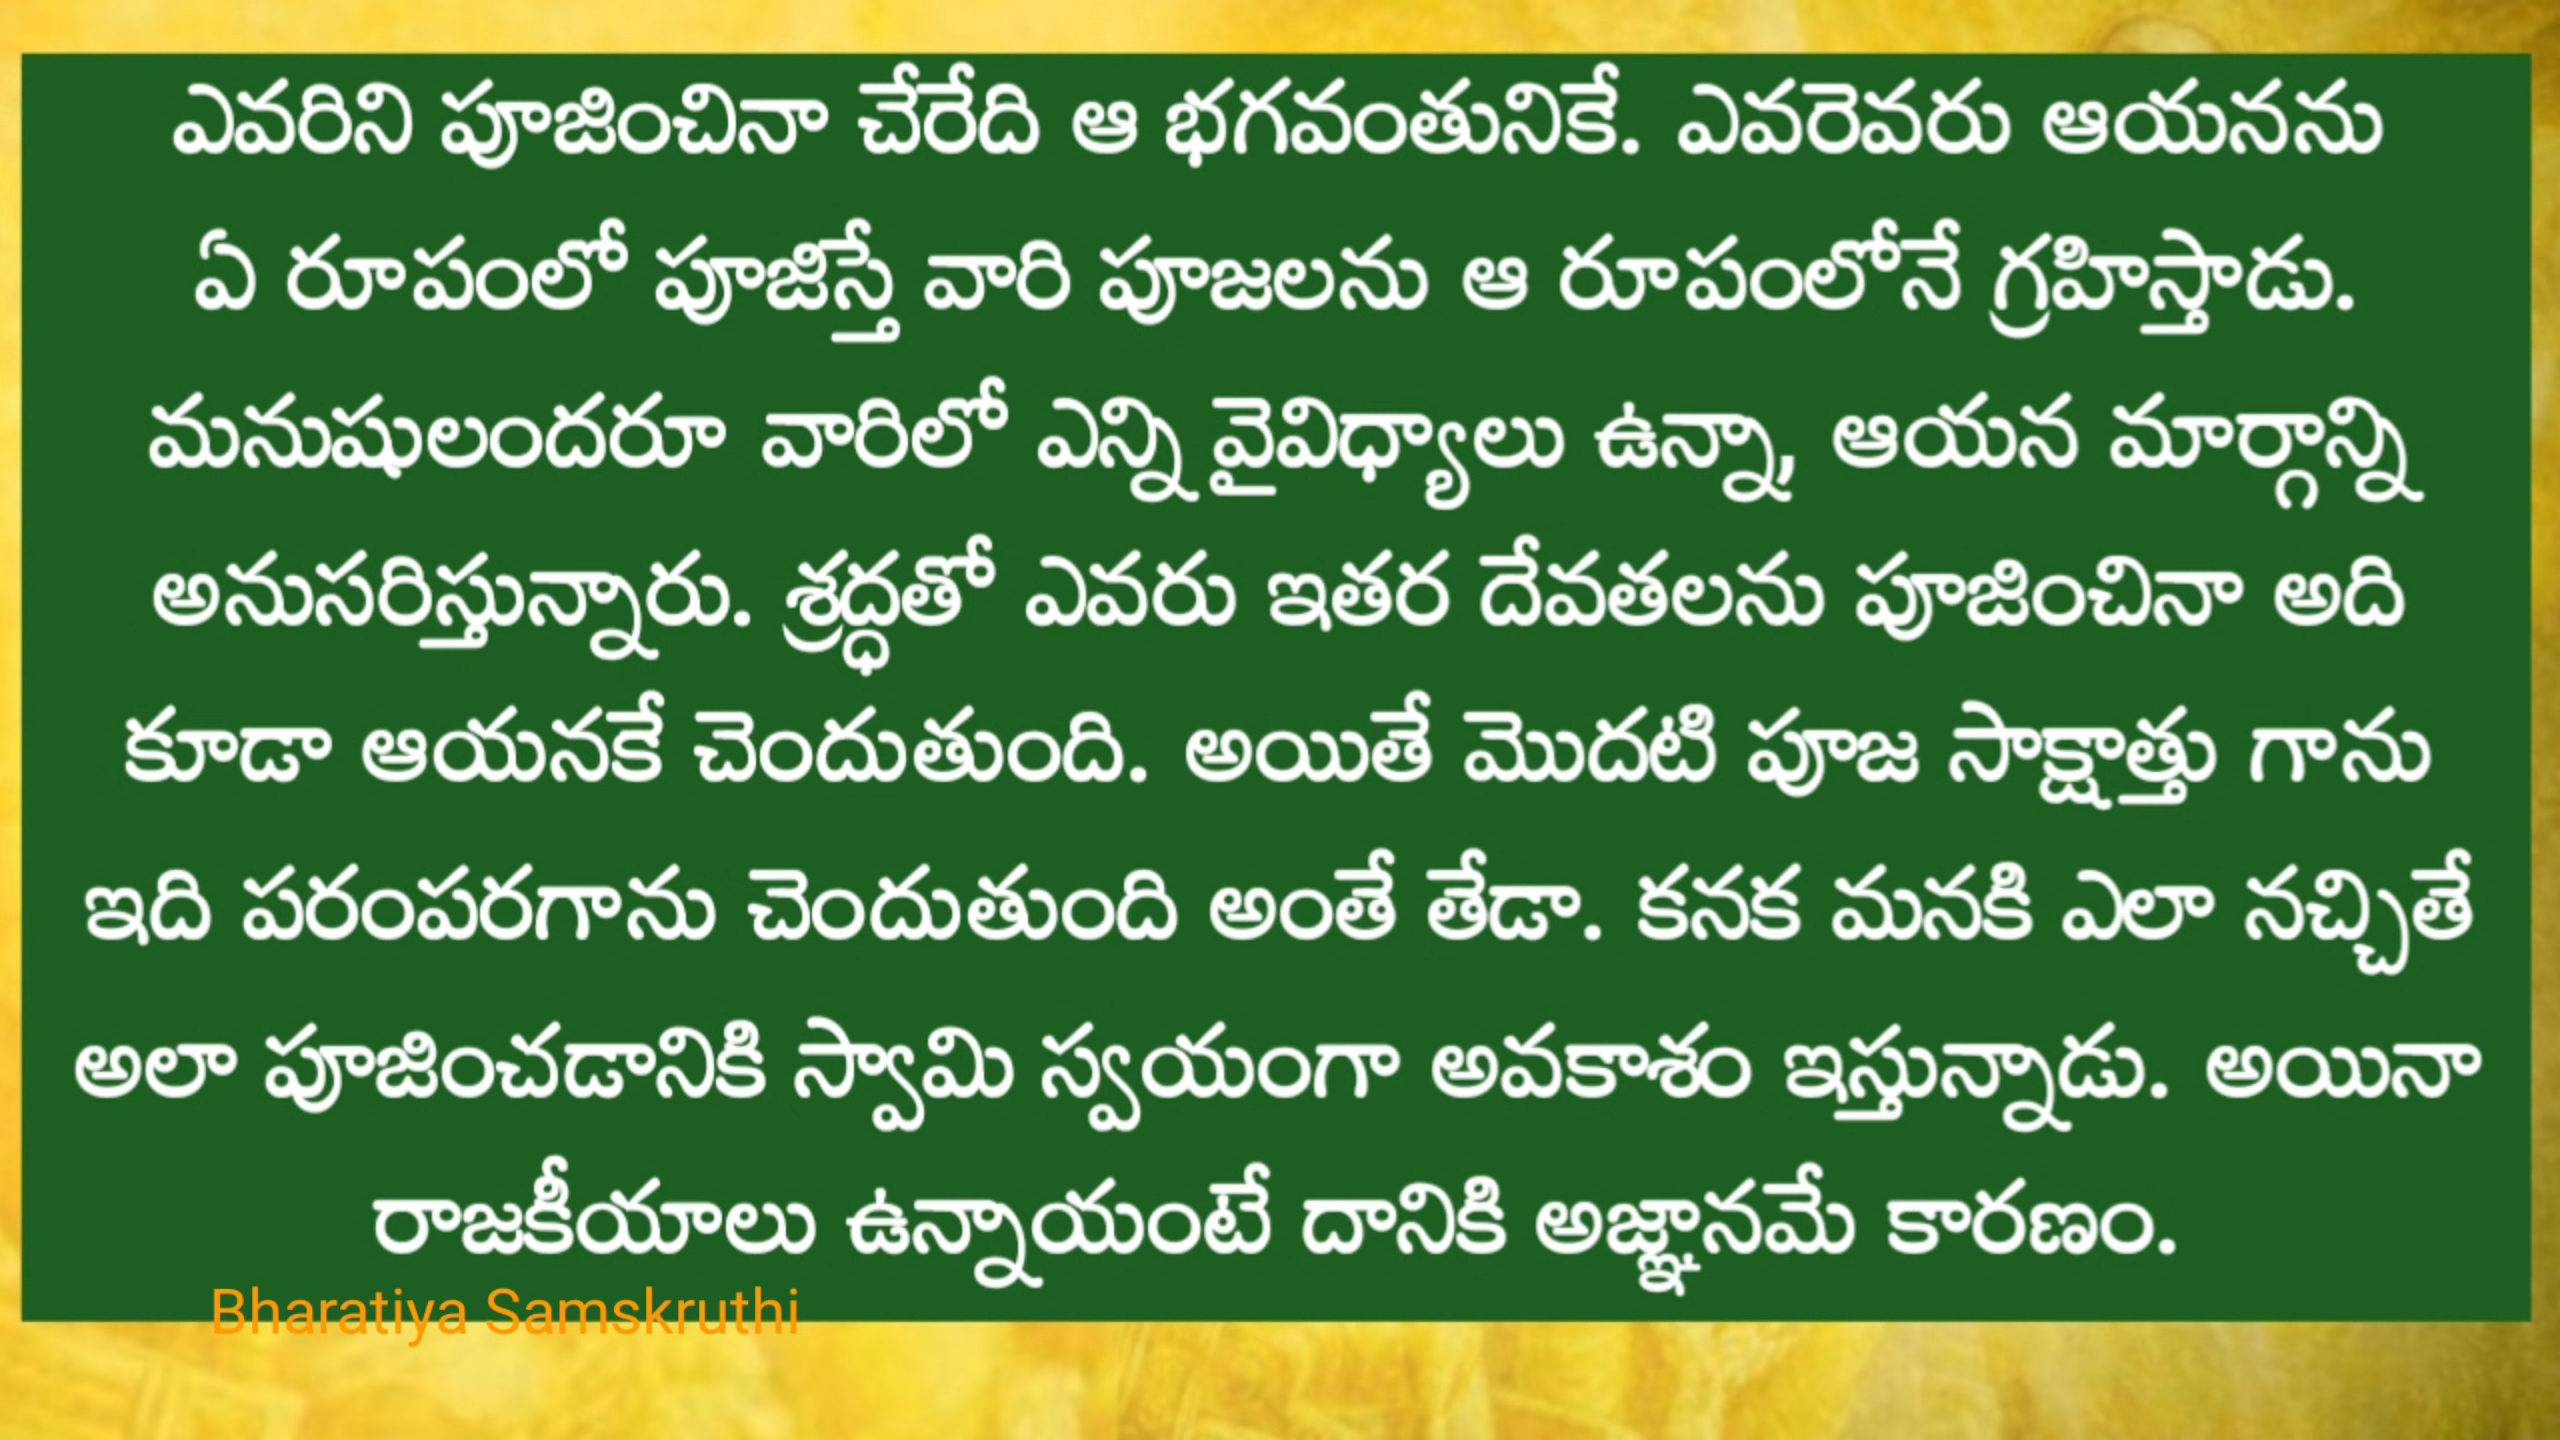 ఎవరిని పూజించినా చేరేది ఆ భగవంతునికే. ఎవరెవరు ఆయనను
ఏ రూపంలో పూజిస్తే వారి పూజలను ఆ రూపంలోనే గ్రహిస్తాడు.
మనుషులందరూ వారిలో ఎన్ని వైవిధ్యాలు ఉన్నా, ఆయన మార్గాన్ని
అనుసరిస్తున్నారు. శ్రద్ధతో ఎవరు ఇతర దేవతలను పూజించినా అది
కూడా ఆయనకే చెందుతుంది. అయితే మొదటి పూజ సాక్షాత్తు గాను
ఇది పరంపరగాను చెందుతుంది అంతే తేడా. కనక మనకి ఎలా నచ్చితే
అలా పూజించడానికి స్వామి స్వయంగా అవకాశం ఇస్తున్నాడు. అయినా
రాజకీయాలు ఉన్నాయంటే దానికి అజ్ఞానమే కారణం.
Bharatiya Samskruthi